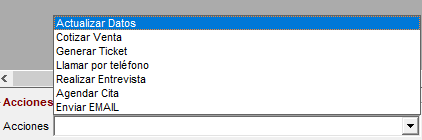 Actualizar Datos
Cotizar Venta
Generar Ticket
Llamar por teléfono
Realizar Entrevista
Agendar Cita
Enviar EMAIL
Acciones
Acciones